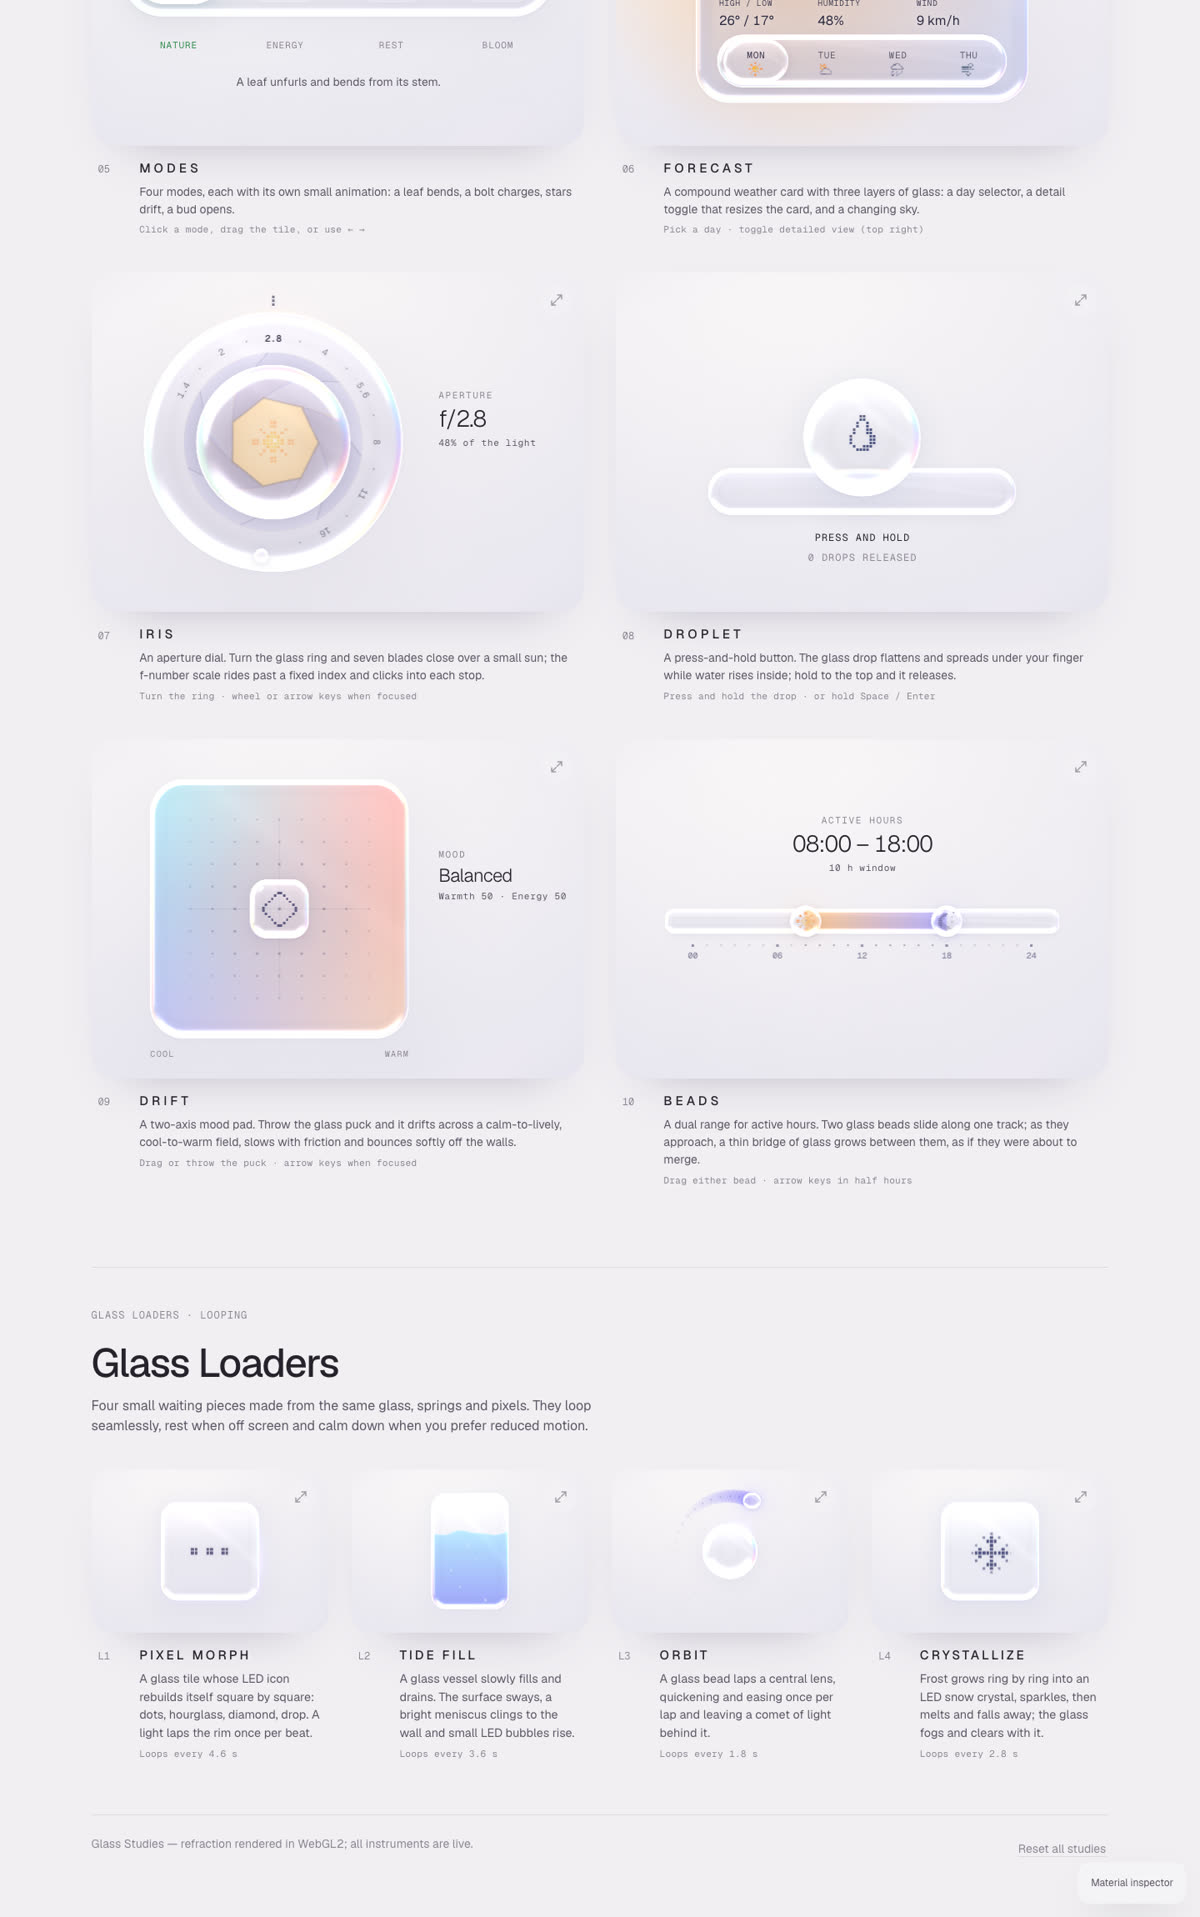 HIGH / LOW
HUMIDITY
WIND
26° / 17°
48%
9 km/h
MON
TUE
WED
THU
NATURE
ENERGY
REST
BLOOM
A leaf unfurls and bends from its stem.
05
MODES
Four modes, each with its own small animation: a leaf bends, a bolt charges, stars
drift, a bud opens.
Click a mode, drag the tile, or use ← →
06
FORECAST
A compound weather card with three layers of glass: a day selector, a detail
toggle that resizes the card, and a changing sky.
Pick a day · toggle detailed view (top right)
1.4
2
2.8
4
5.6
8
11
16
APERTURE
f/2.8
48% of the light
PRESS AND HOLD
0 DROPS RELEASED
07
IRIS
An aperture dial. Turn the glass ring and seven blades close over a small sun; the
f-number scale rides past a fixed index and clicks into each stop.
Turn the ring · wheel or arrow keys when focused
08
DROPLET
A press-and-hold button. The glass drop flattens and spreads under your finger
while water rises inside; hold to the top and it releases.
Press and hold the drop · or hold Space / Enter
MOOD
Balanced
Warmth 50 · Energy 50
COOL
WARM
ACTIVE HOURS
08:00 – 18:00
10 h window
00
06
12
18
24
09
DRIFT
A two-axis mood pad. Throw the glass puck and it drifts across a calm-to-lively,
cool-to-warm field, slows with friction and bounces softly off the walls.
Drag or throw the puck · arrow keys when focused
10
BEADS
A dual range for active hours. Two glass beads slide along one track; as they
approach, a thin bridge of glass grows between them, as if they were about to
merge.
Drag either bead · arrow keys in half hours
GLASS LOADERS · LOOPING
Glass Loaders
Four small waiting pieces made from the same glass, springs and pixels. They loop
seamlessly, rest when off screen and calm down when you prefer reduced motion.
L1
PIXEL MORPH
A glass tile whose LED icon
rebuilds itself square by square:
dots, hourglass, diamond, drop. A
light laps the rim once per beat.
Loops every 4.6 s
L2
TIDE FILL
A glass vessel slowly fills and
drains. The surface sways, a
bright meniscus clings to the
wall and small LED bubbles rise.
Loops every 3.6 s
L3
ORBIT
A glass bead laps a central lens,
quickening and easing once per
lap and leaving a comet of light
behind it.
Loops every 1.8 s
L4
CRYSTALLIZE
Frost grows ring by ring into an
LED snow crystal, sparkles, then
melts and falls away; the glass
fogs and clears with it.
Loops every 2.8 s
Glass Studies — refraction rendered in WebGL2; all instruments are live.
Reset all studies
Material inspector